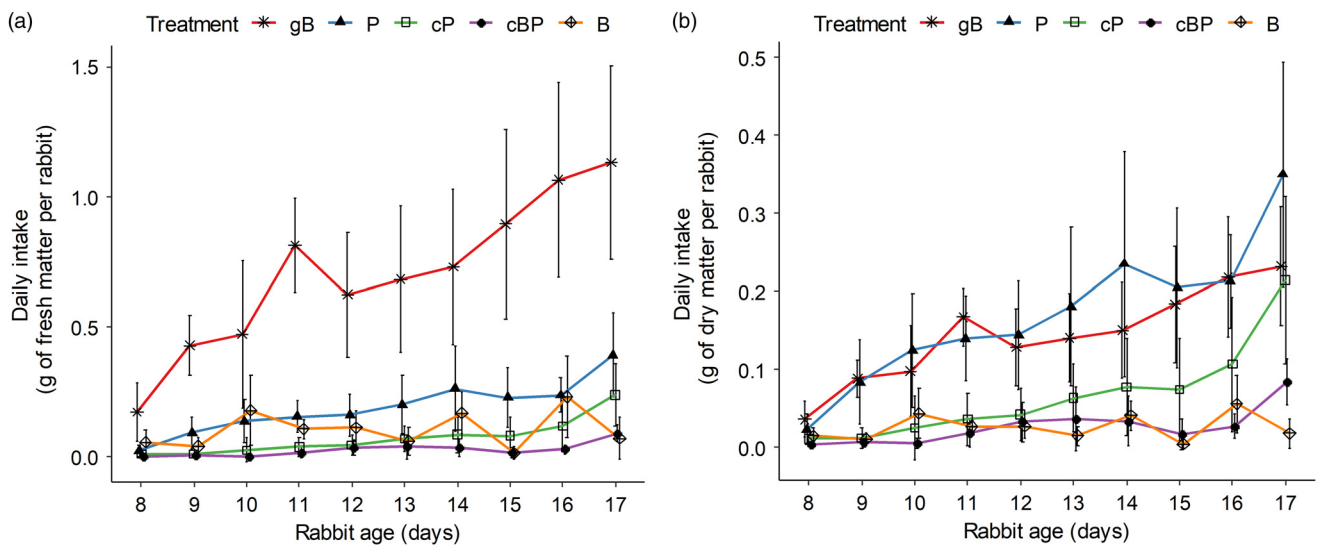 (a)
Treatment gB P cP cBP B
1.5
1.0
0.5
0.0
Daily intake
(g of fresh matter per rabbit)
8 9 10 11 12 13 14 15 16 17
Rabbit age (days)
(b)
Treatment gB P cP cBP B
0.5
0.4
0.3
0.2
0.1
0.0
Daily intake
(g of dry matter per rabbit)
8 9 10 11 12 13 14 15 16 17
Rabbit age (days)